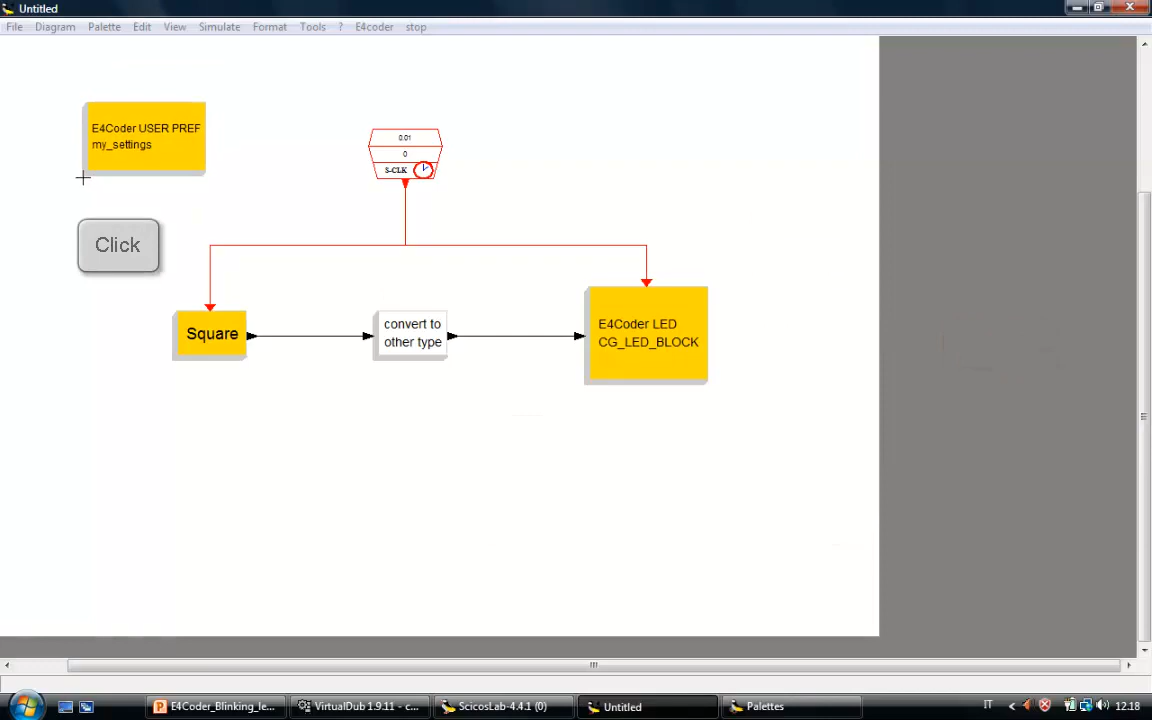 Untitled
File Diagram Palette Edit View Simulate Format Tools ? E4coder stop
E4Coder USER PREF
my_settings
0.01
0
S-CLK
Click
Square
convert to
other type
E4Coder LED
CG_LED_BLOCK
E4Coder_Blinking_le... VirtualDub 1.9.11 - c... ScicosLab-4.4.1 (0) Untitled Palettes IT < 12.18